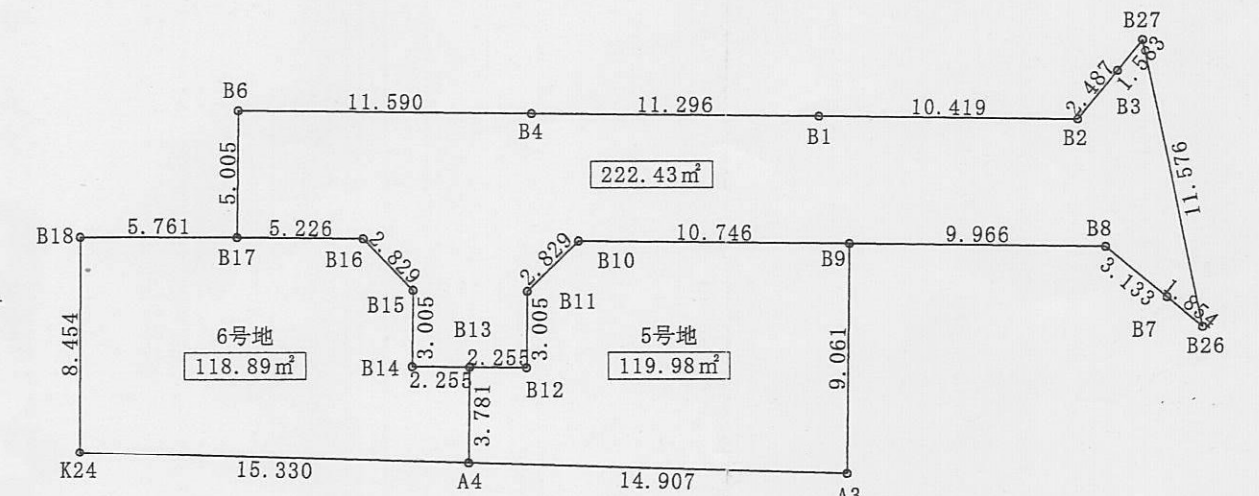 B27
1.583
2.487
B3
B6
11.590
B4
11.296
B1
10.419
B2
5.005
222.43㎡
11.576
B18
5.761
B17
5.226
B16
2.829
B15
2.829
B10
B11
10.746
B9
9.966
B8
3.133
1.854
B7
B26
8.454
6号地
118.89㎡
3.005
B14
2.255
B13
2.255
3.005
B12
5号地
119.98㎡
9.061
3.781
K24
15.330
A4
14.907
A3